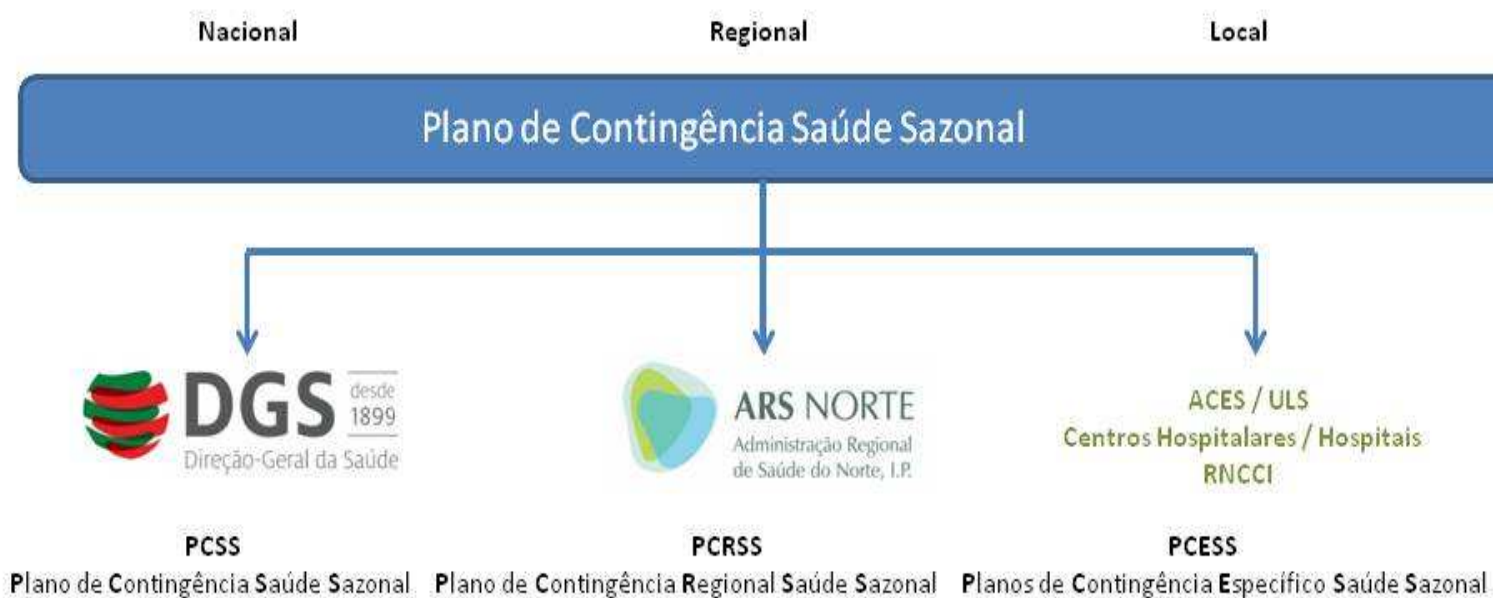 Nacional Regional Local
Plano de Contingência Saúde Sazonal
DGS desde 1899
Direção-Geral da Saúde
ARS NORTE
Administração Regional
de Saúde do Norte, I.P.
ACES / ULS
Centros Hospitalares / Hospitais
RNCCI
PCSS PCRSS PCESS
Plano de Contingência Saúde Sazonal Plano de Contingência Regional Saúde Sazonal Planos de Contingência Específico Saúde Sazonal